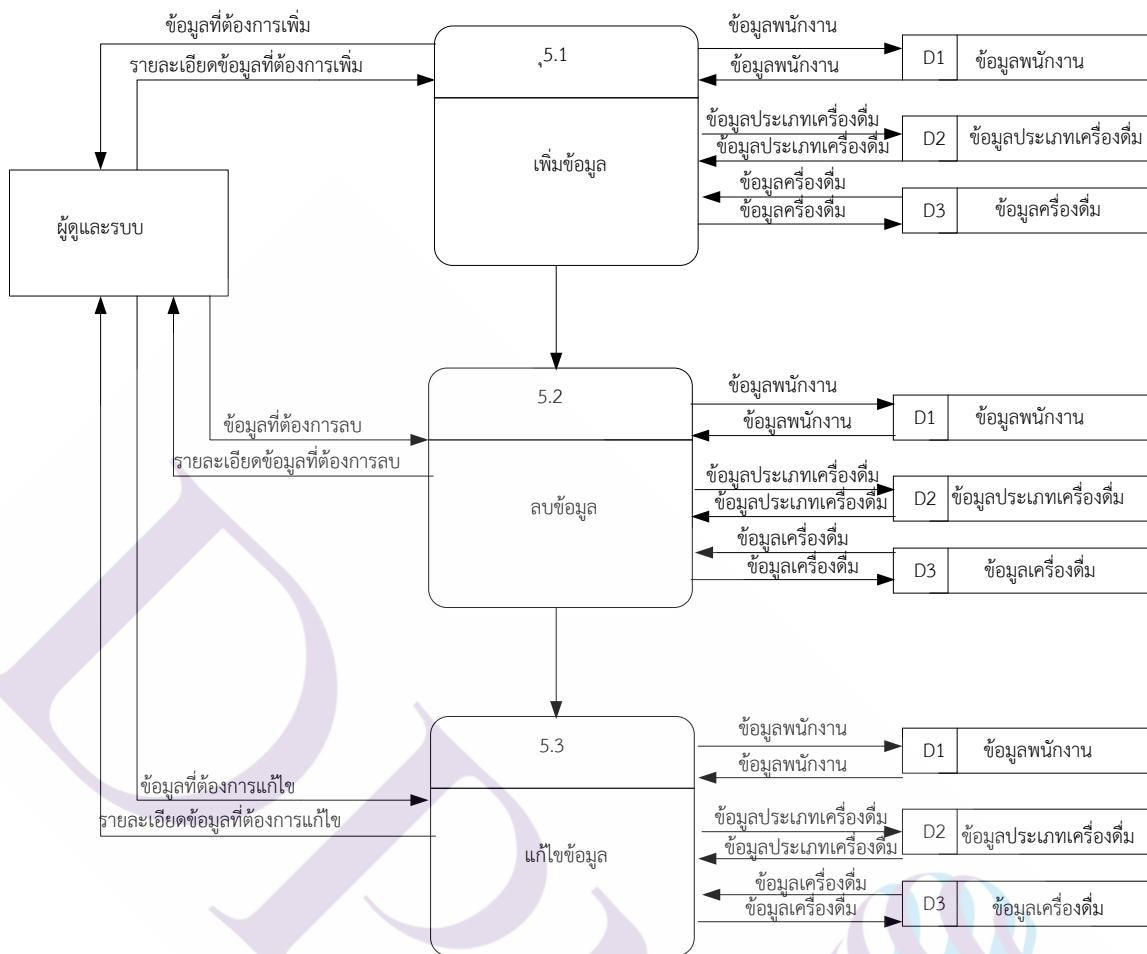 ข้อมูลที่ต้องการเพิ่ม
รายละเอียดข้อมูลที่ต้องการเพิ่ม
ุ5.1
เพิ่มข้อมูล
ข้อมูลพนักงาน
ข้อมูลพนักงาน
D1 ข้อมูลพนักงาน
ข้อมูลประเภทเครื่องดื่ม
ข้อมูลประเภทเครื่องดื่ม
D2 ข้อมูลประเภทเครื่องดื่ม
ข้อมูลครื่องดื่ม
ข้อมูลครื่องดื่ม
D3 ข้อมูลครื่องดื่ม
ผู้ดูและรบบ
5.2
ลบข้อมูล
ข้อมูลที่ต้องการลบ
รายละเอียดข้อมูลที่ต้องการลบ
ข้อมูลพนักงาน
ข้อมูลพนักงาน
D1 ข้อมูลพนักงาน
ข้อมูลประเภทเครื่องดื่ม
ข้อมูลประเภทเครื่องดื่ม
D2 ข้อมูลประเภทเครื่องดื่ม
ข้อมูลเครื่องดื่ม
ข้อมูลเครื่องดื่ม
D3 ข้อมูลเครื่องดื่ม
5.3
แก้ไขข้อมูล
ข้อมูลที่ต้องการแก้ไข
รายละเอียดข้อมูลที่ต้องการแก้ไข
ข้อมูลพนักงาน
ข้อมูลพนักงาน
D1 ข้อมูลพนักงาน
ข้อมูลประเภทเครื่องดื่ม
ข้อมูลประเภทเครื่องดื่ม
D2 ข้อมูลประเภทเครื่องดื่ม
ข้อมูลเครื่องดื่ม
ข้อมูลเครื่องดื่ม
D3 ข้อมูลเครื่องดื่ม